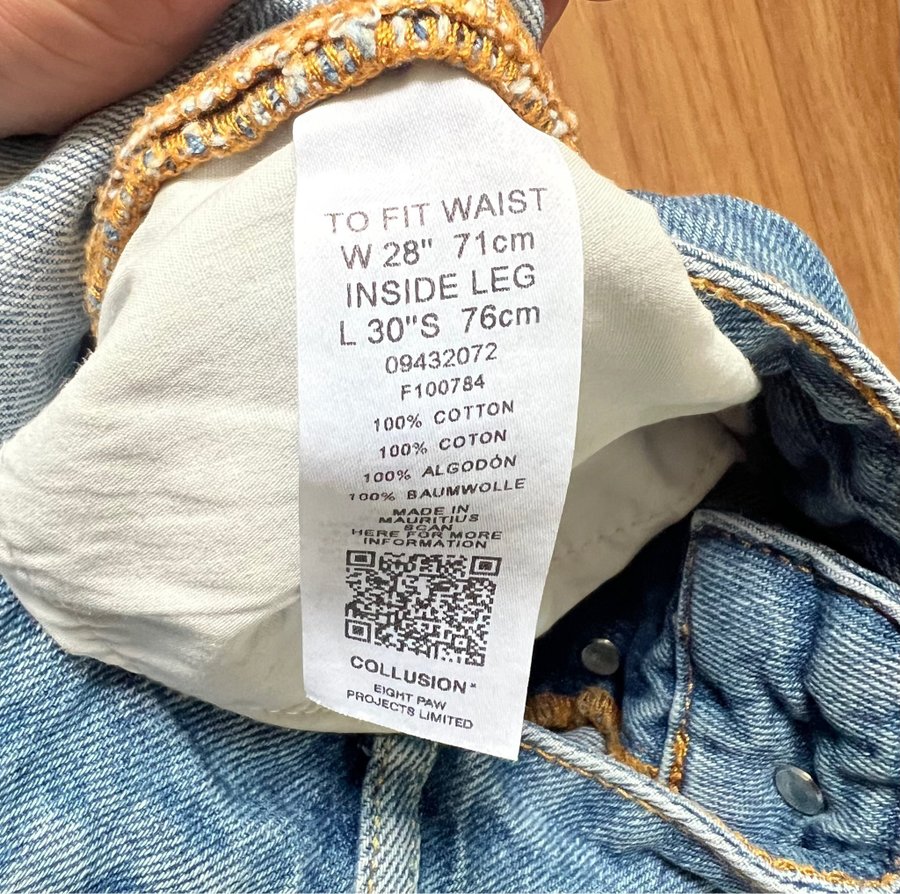 TO FIT WAIST
W 28" 71cm
INSIDE LEG
L 30"S 76cm
09432072
F100784
100% COTTON
100% COTON
100% ALGODÓN
100% BAUMWOLLE
MADE IN
MAURITIUS
SCAN
HERE FOR MORE
INFORMATION
COLLUSION*
EIGHT PAW
PROJECTS LIMITED